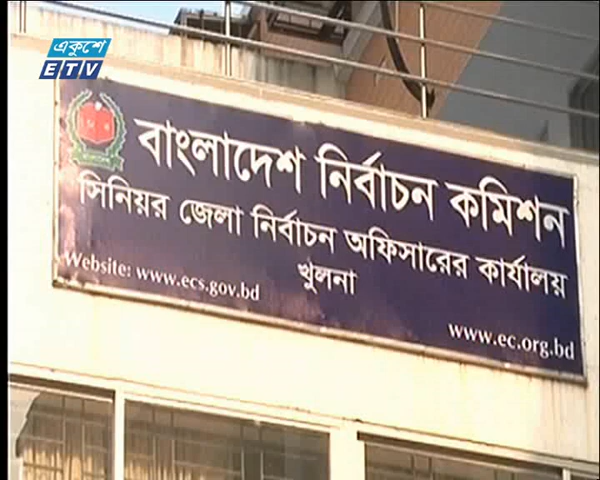 একুশে
ETV
বাংলাদেশ নির্বাচন কমিশন
সিনিয়র জেলা নির্বাচন অফিসারের কার্যালয়
খুলনা
Website: www.ecs.gov.bd
www.ec.org.bd